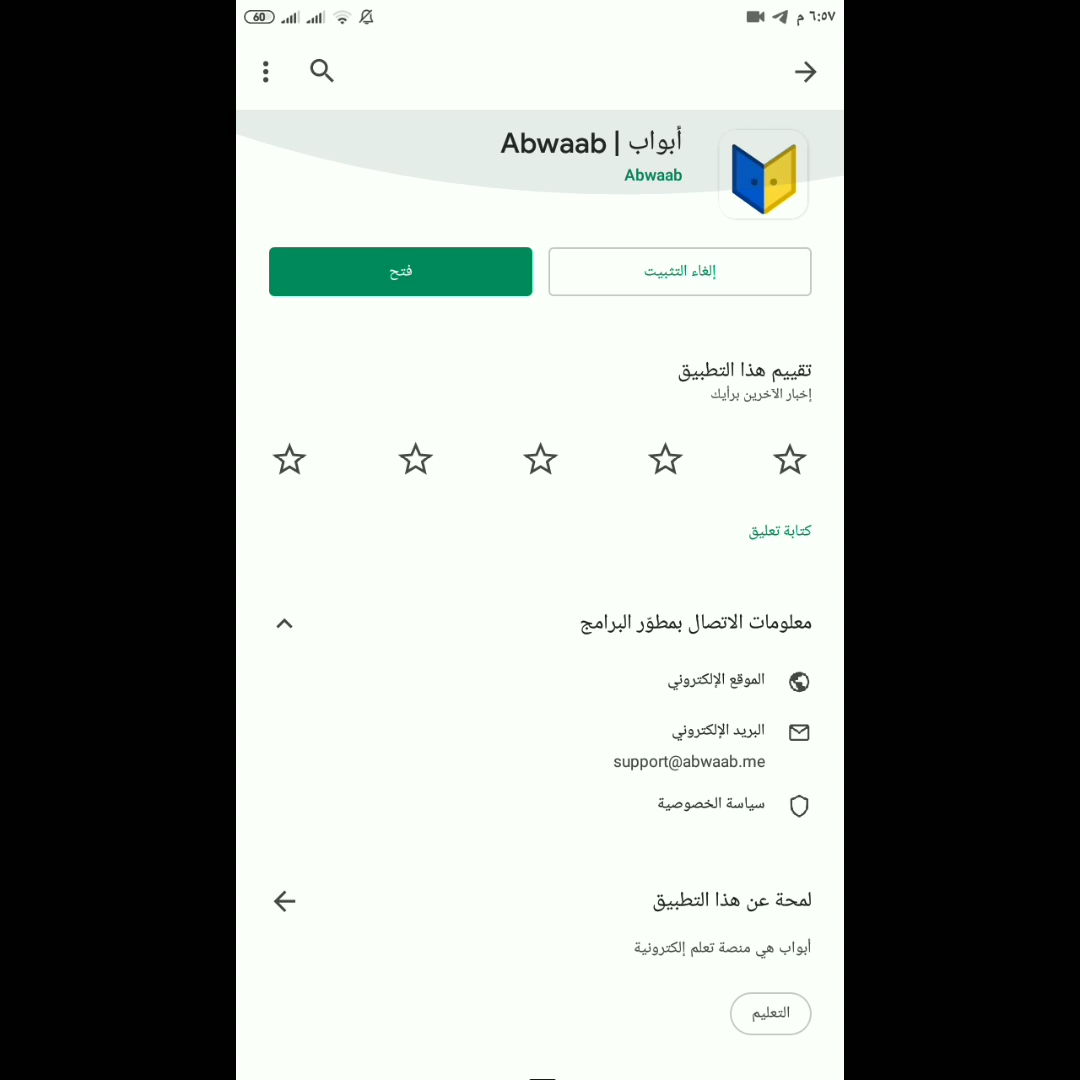 ٦:٥٧ م
60
أبواب | Abwaab
Abwaab
إلغاء التثبيت
فتح
تقييم هذا التطبيق
إخبار الآخرين برأيك
كتابة تعليق
معلومات الاتصال بمطوّر البرامج
الموقع الإلكتروني
البريد الإلكتروني
support@abwaab.me
سياسة الخصوصية
لمحة عن هذا التطبيق
أبواب هي منصة تعلم إلكترونية
التعليم